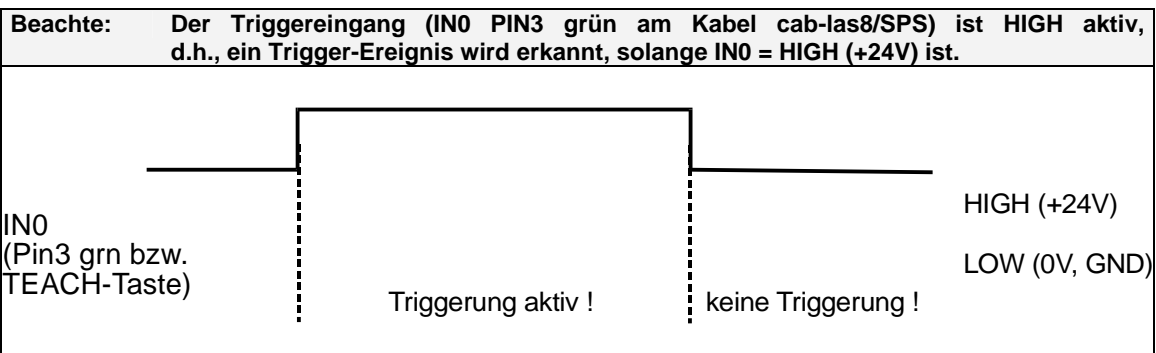 Beachte: Der Triggereingang (IN0 PIN3 grün am Kabel cab-las8/SPS) ist HIGH aktiv,
d.h., ein Trigger-Ereignis wird erkannt, solange IN0 = HIGH (+24V) ist.
HIGH (+24V)
IN0
(Pin3 grn bzw.
TEACH-Taste)
LOW (0V, GND)
Triggerung aktiv !
keine Triggerung !